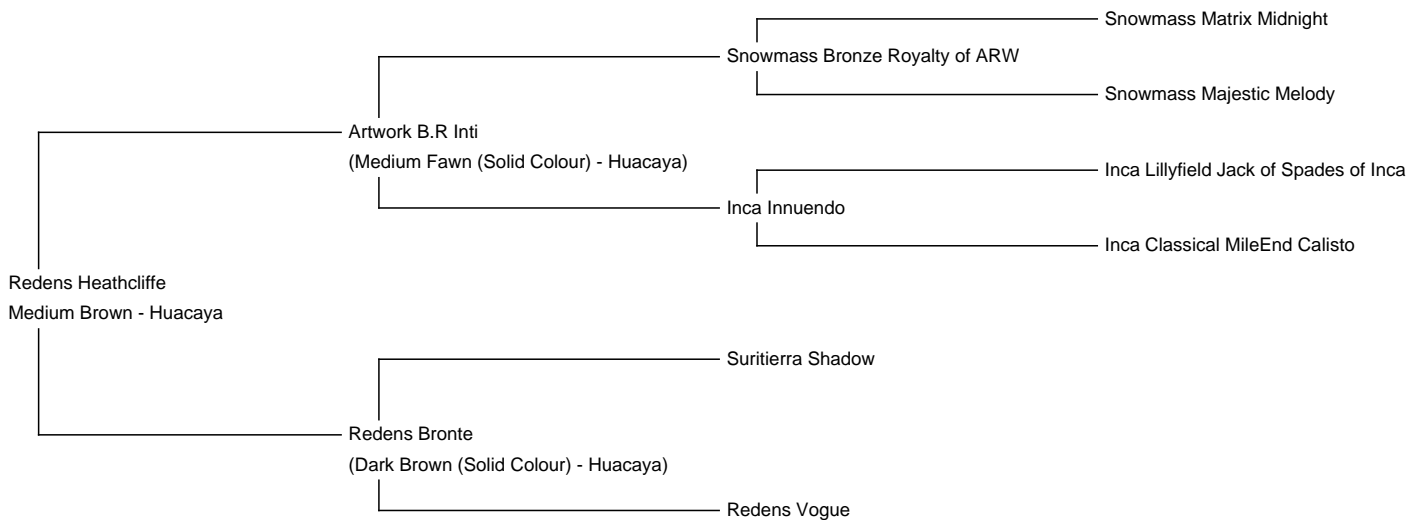 Snowmass Matrix Midnight
Snowmass Bronze Royalty of ARW
Snowmass Majestic Melody
Artwork B.R Inti
(Medium Fawn (Solid Colour) - Huacaya)
Inca Lillyfield Jack of Spades of Inca
Inca Innuendo
Inca Classical MileEnd Calisto
Redens Heathcliffe
Medium Brown - Huacaya
Suritierra Shadow
Redens Bronte
(Dark Brown (Solid Colour) - Huacaya)
Redens Vogue